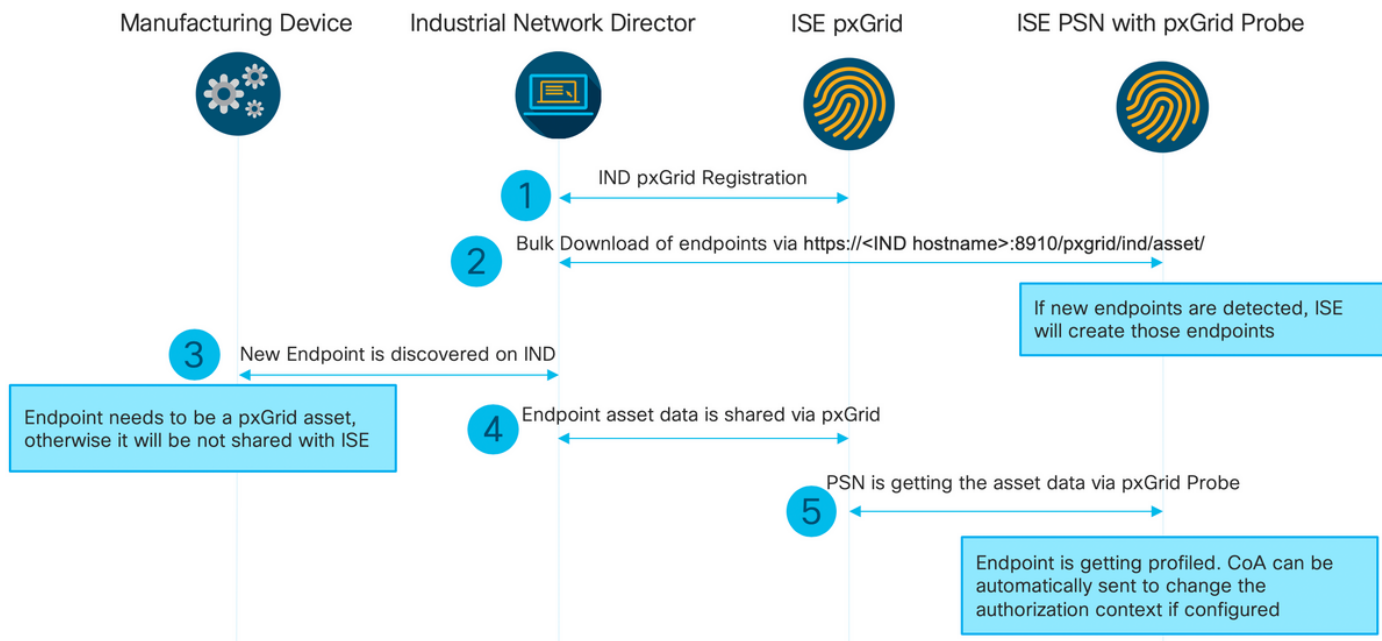 Manufacturing Device
Industrial Network Director
ISE pxGrid
ISE PSN with pxGrid Probe
1
IND pxGrid Registration
2
Bulk Download of endpoints via https://<IND hostname>:8910/pxgrid/ind/asset/
If new endpoints are detected, ISE
will create those endpoints
3
New Endpoint is discovered on IND
Endpoint needs to be a pxGrid asset,
otherwise it will be not shared with ISE
4
Endpoint asset data is shared via pxGrid
5
PSN is getting the asset data via pxGrid Probe
Endpoint is getting profiled. CoA can be
automatically sent to change the
authorization context if configured